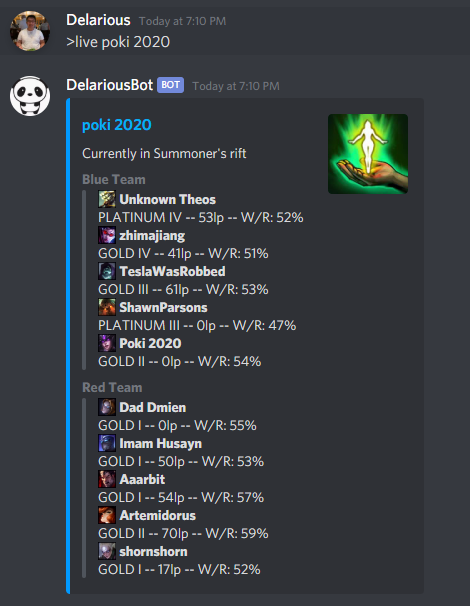 Delarious Today at 7:10 PM
>live poki 2020
DelariousBot BOT Today at 7:10 PM
poki 2020
Currently in Summoner's rift
Blue Team
Unknown Theos
PLATINUM IV -- 53lp -- W/R: 52%
zhimajiang
GOLD IV -- 41lp -- W/R: 51%
TeslaWasRobbed
GOLD III -- 61lp -- W/R: 53%
ShawnParsons
PLATINUM III -- 0lp -- W/R: 47%
Poki 2020
GOLD II -- 0lp -- W/R: 54%
Red Team
Dad Dmien
GOLD I -- 0lp -- W/R: 55%
Imam Husayn
GOLD I -- 50lp -- W/R: 53%
Aaarbit
GOLD I -- 54lp -- W/R: 57%
Artemidorus
GOLD II -- 70lp -- W/R: 59%
shornshorn
GOLD I -- 17lp -- W/R: 52%